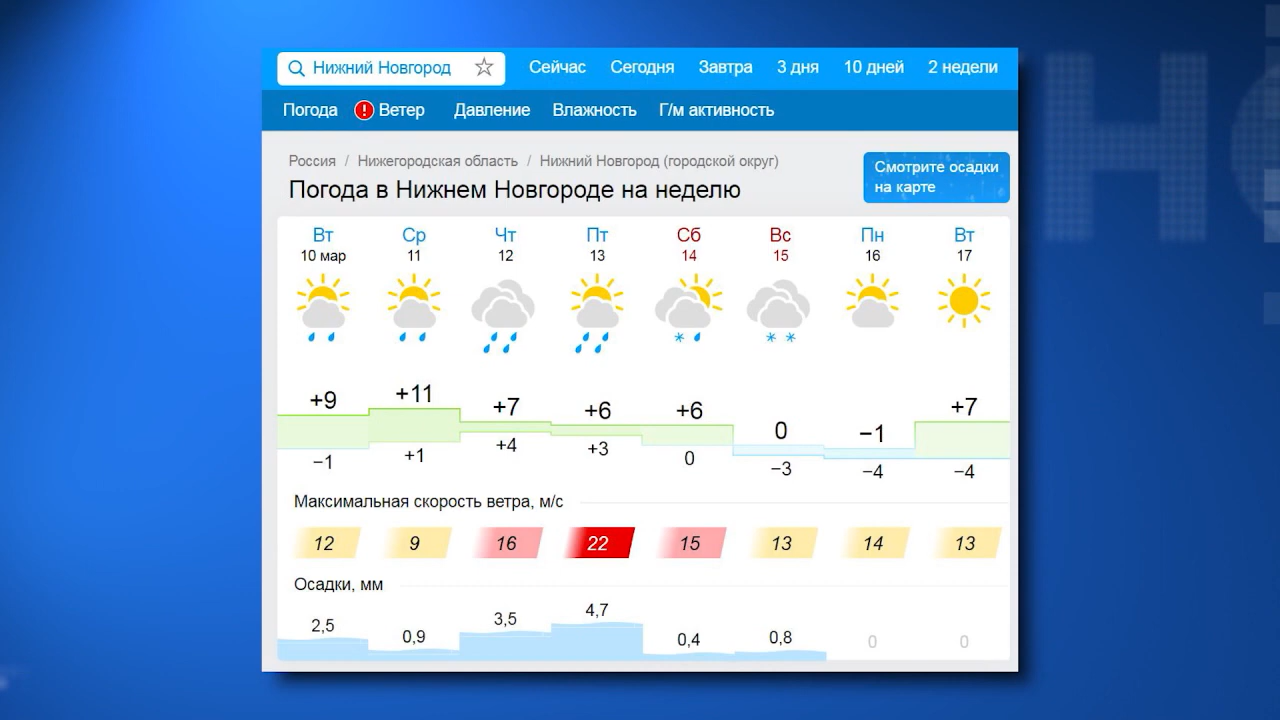 Нижний Новгород Сейчас Сегодня Завтра 3 дня 10 дней 2 недели
Погода Ветер Давление Влажность Г/м активность
Россия / Нижегородская область / Нижний Новгород (городской округ)
Погода в Нижнем Новгороде на неделю
Смотрите осадки
на карте
Вт Ср Чт Пт Сб Вс Пн Вт
10 мар 11 12 13 14 15 16 17
+9 +11 +7 +6 +6 0 −1 +7
−1 +1 +4 +3 0 −3 −4 −4
Максимальная скорость ветра, м/с
12 9 16 22 15 13 14 13
Осадки, мм
2,5 0,9 3,5 4,7 0,4 0,8 0 0